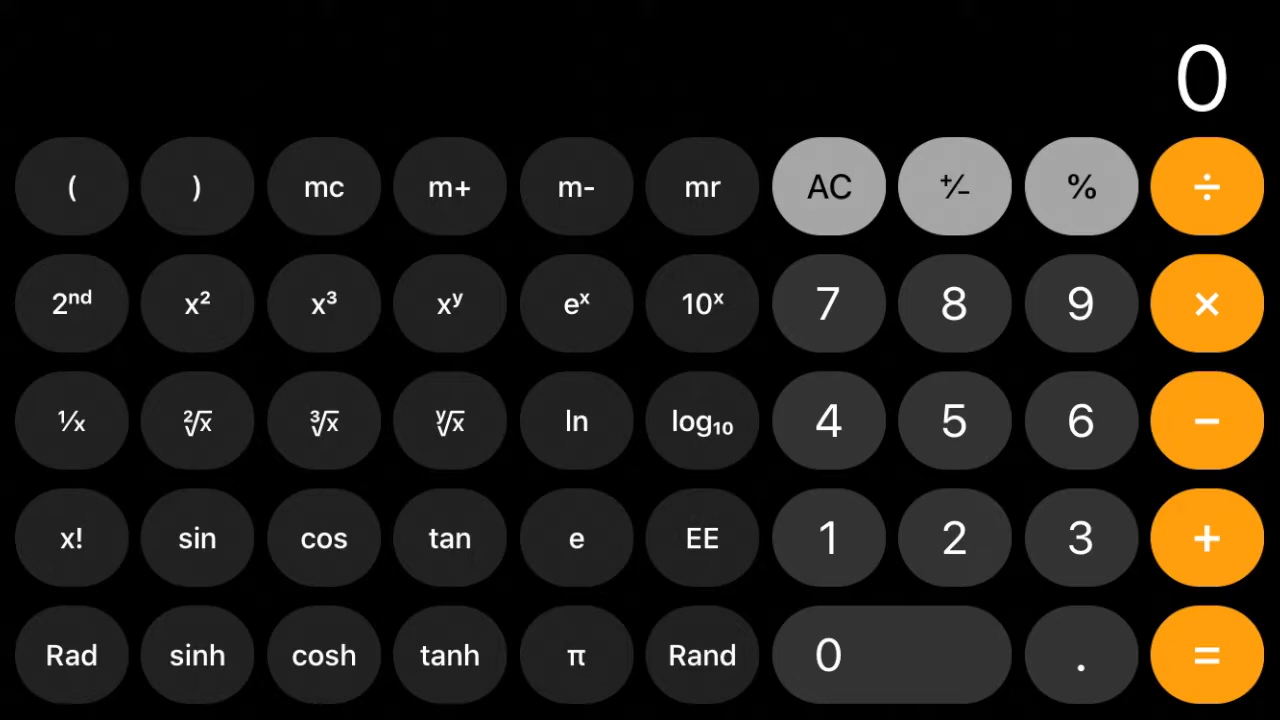 0
( ) mc m+ m- mr AC +/- % ÷
2ⁿᵈ x² x³ xʸ eˣ 10ˣ 7 8 9 ×
1/x ²√x ³√x ʸ√x ln log₁₀ 4 5 6 −
x! sin cos tan e EE 1 2 3 +
Rad sinh cosh tanh π Rand 0 . =